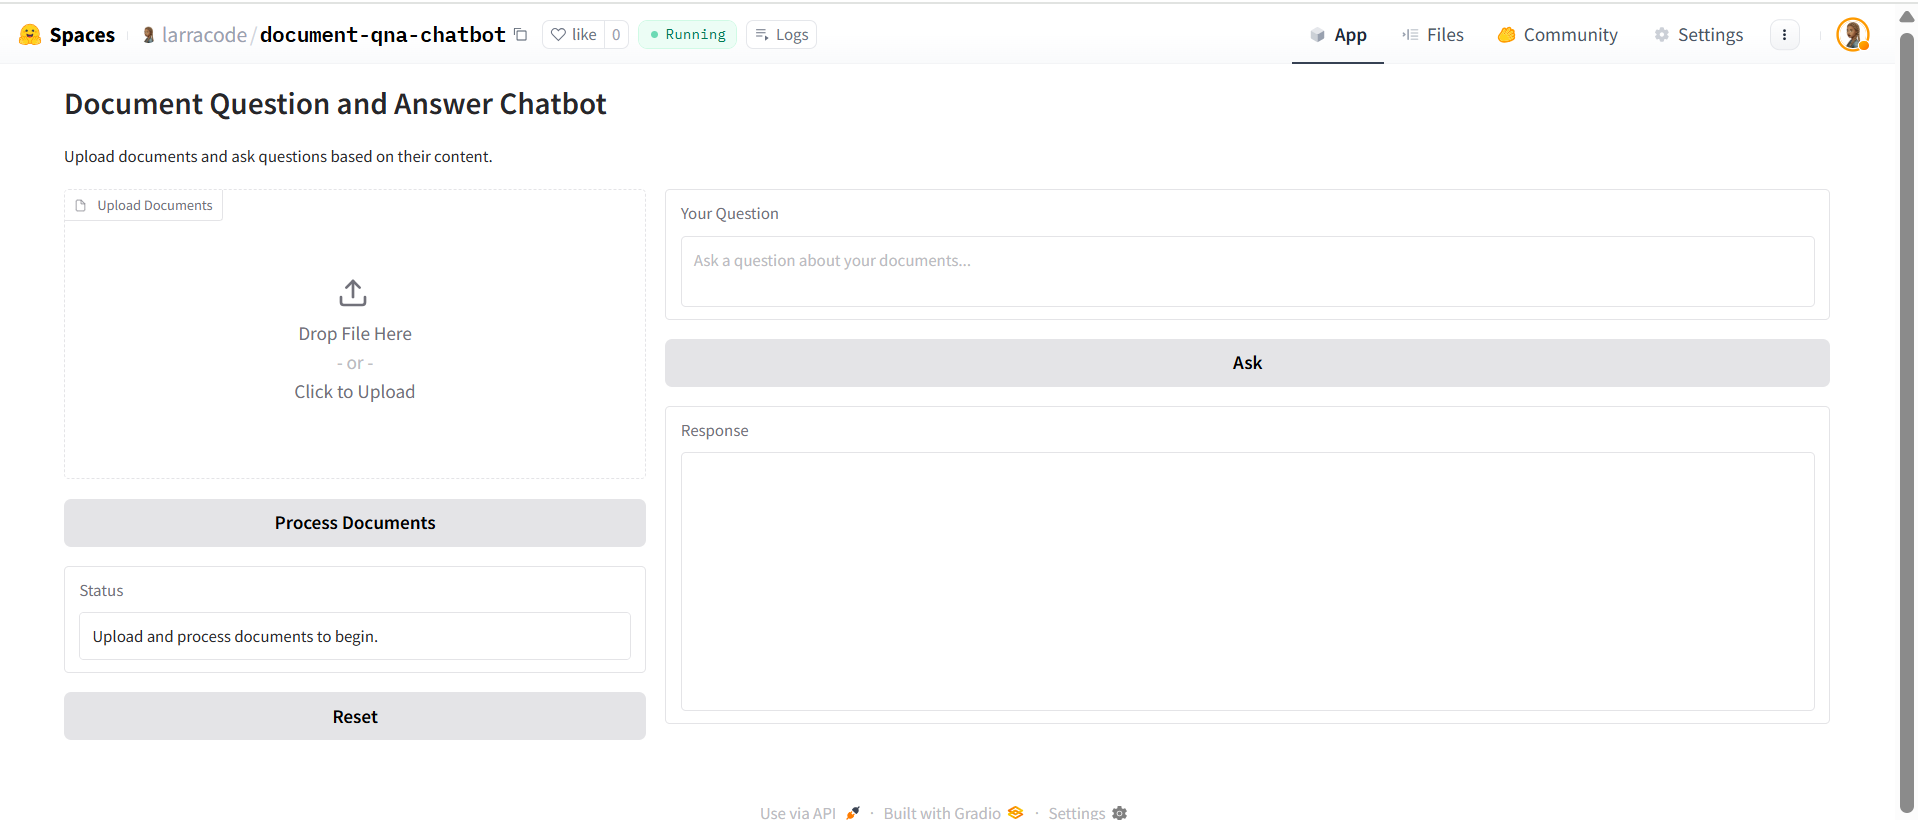 Spaces larracode/document-qna-chatbot like 0 Running Logs App Files Community Settings
Document Question and Answer Chatbot
Upload documents and ask questions based on their content.
Upload Documents
Drop File Here
- or -
Click to Upload
Process Documents
Status
Upload and process documents to begin.
Reset
Your Question
Ask a question about your documents...
Ask
Response
Use via API · Built with Gradio · Settings